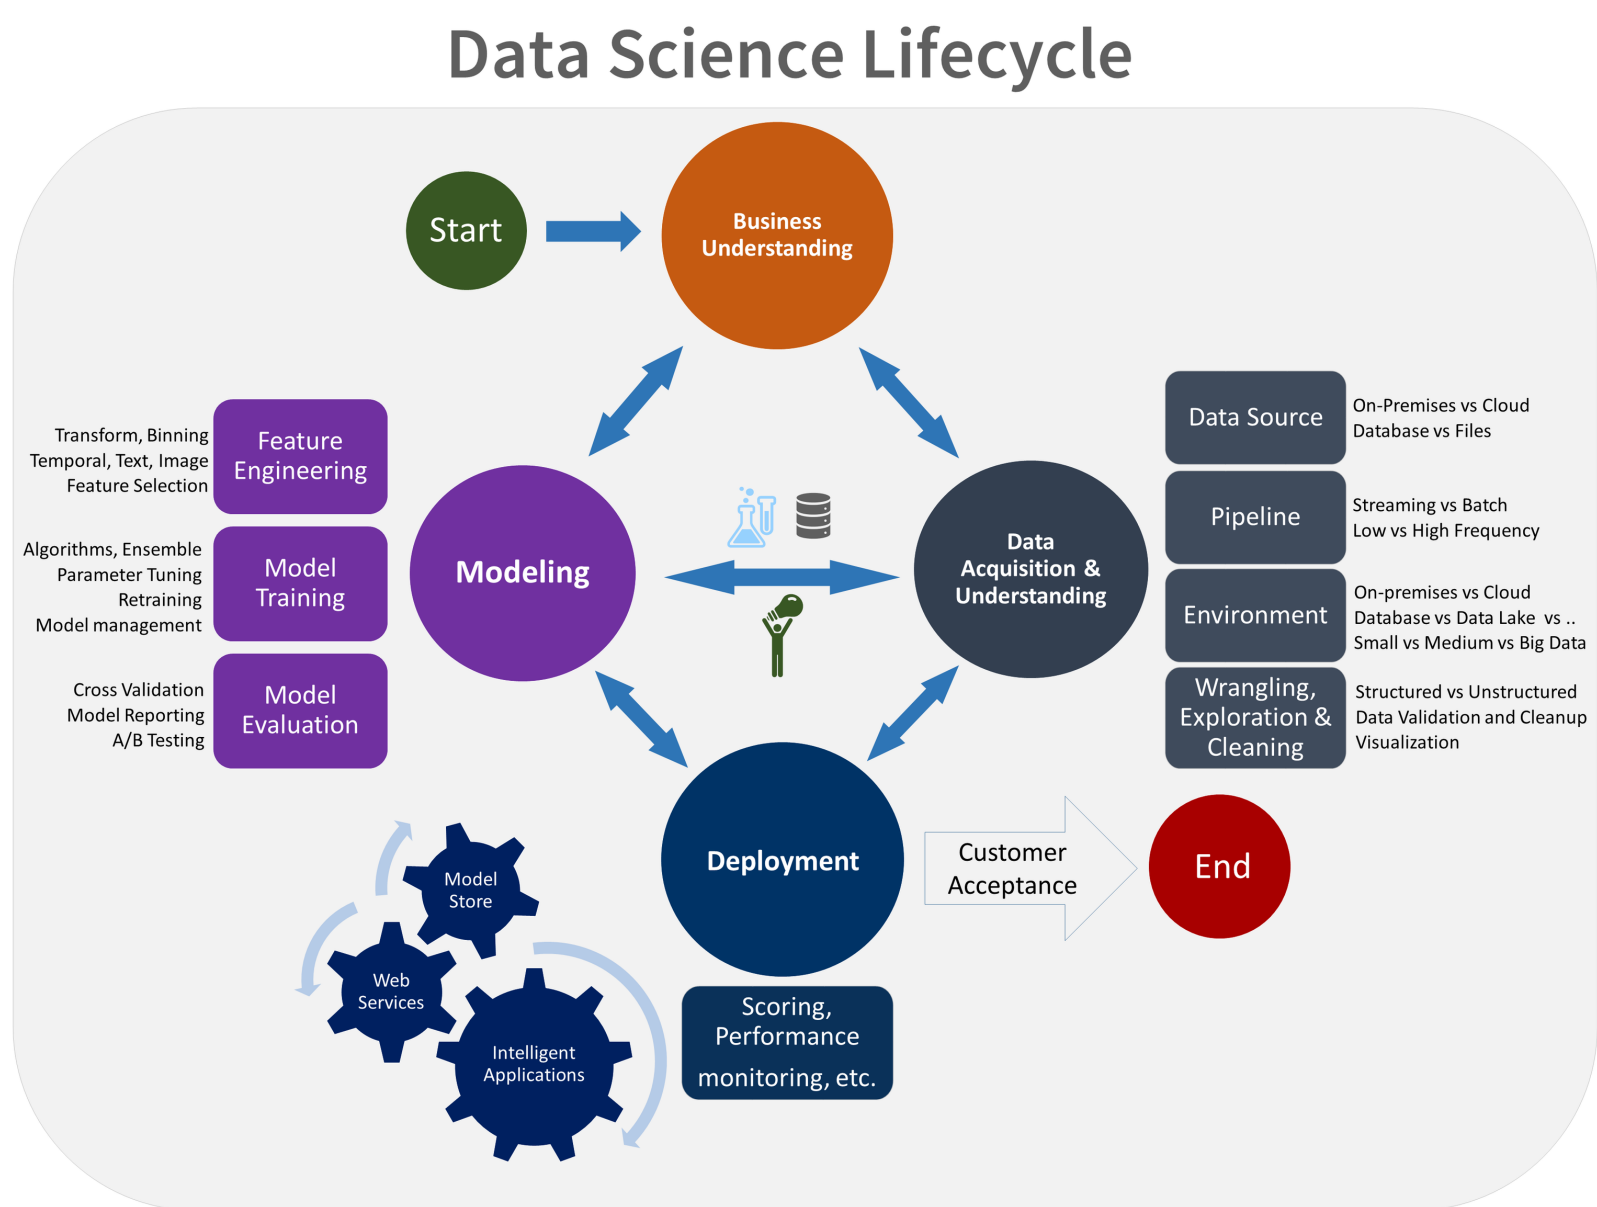 Data Science Lifecycle
Start
Business
Understanding
Transform, Binning
Temporal, Text, Image
Feature Selection
Feature
Engineering
Algorithms, Ensemble
Parameter Tuning
Retraining
Model management
Model
Training
Cross Validation
Model Reporting
A/B Testing
Model
Evaluation
Modeling
Data
Acquisition &
Understanding
Data Source
On-Premises vs Cloud
Database vs Files
Pipeline
Streaming vs Batch
Low vs High Frequency
Environment
On-premises vs Cloud
Database vs Data Lake vs ..
Small vs Medium vs Big Data
Wrangling,
Exploration &
Cleaning
Structured vs Unstructured
Data Validation and Cleanup
Visualization
Model
Store
Web
Services
Intelligent
Applications
Deployment
Customer
Acceptance
End
Scoring,
Performance
monitoring, etc.